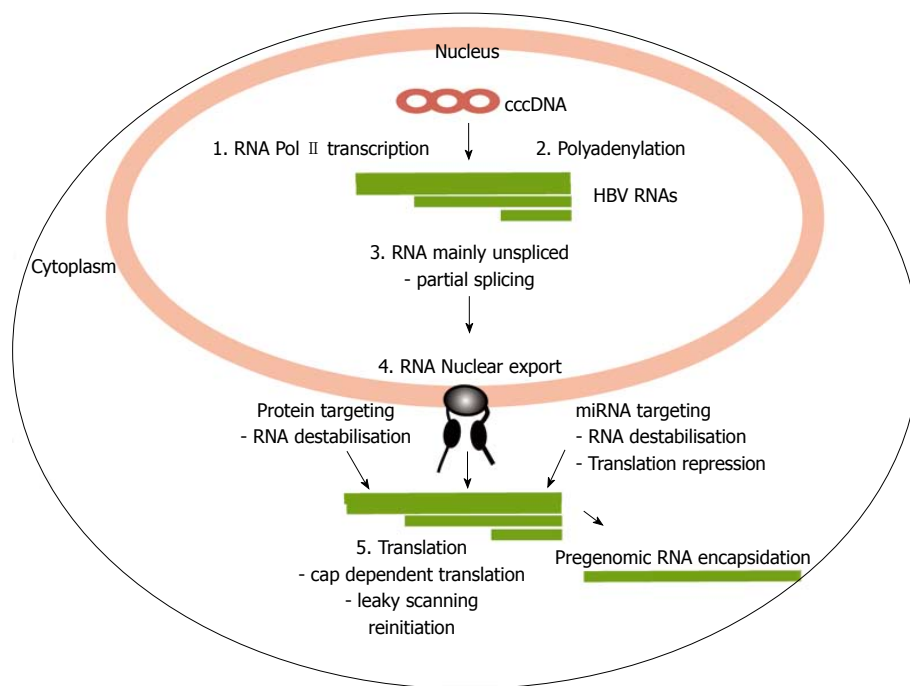 Nucleus
cccDNA
1. RNA Pol Ⅱ transcription
2. Polyadenylation
HBV RNAs
3. RNA mainly unspliced
- partial splicing
Cytoplasm
4. RNA Nuclear export
Protein targeting
- RNA destabilisation
miRNA targeting
- RNA destabilisation
- Translation repression
5. Translation
- cap dependent translation
- leaky scanning
reinitiation
Pregenomic RNA encapsidation